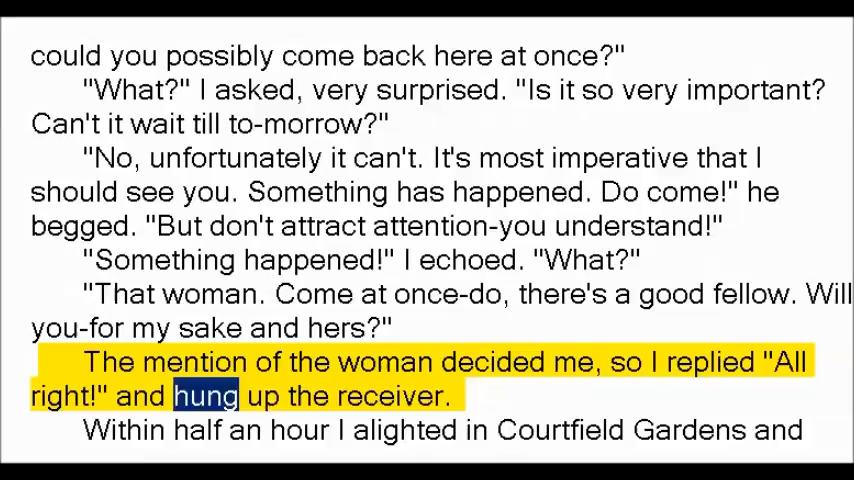 could you possibly come back here at once?"
"What?" I asked, very surprised. "Is it so very important?
Can't it wait till to-morrow?"
"No, unfortunately it can't. It's most imperative that I
should see you. Something has happened. Do come!" he
begged. "But don't attract attention-you understand!"
"Something happened!" I echoed. "What?"
"That woman. Come at once-do, there's a good fellow. Will
you-for my sake and hers?"
The mention of the woman decided me, so I replied "All
right!" and hung up the receiver.
Within half an hour I alighted in Courtfield Gardens and